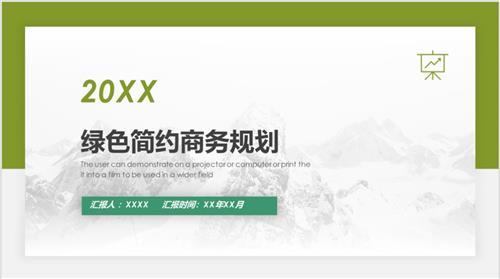 20XX
绿色简约商务规划
The user can demonstrate on a projector or computer or print the
it into a film to be used in a wider field
汇报人：XXXX 汇报时间：XX年XX月